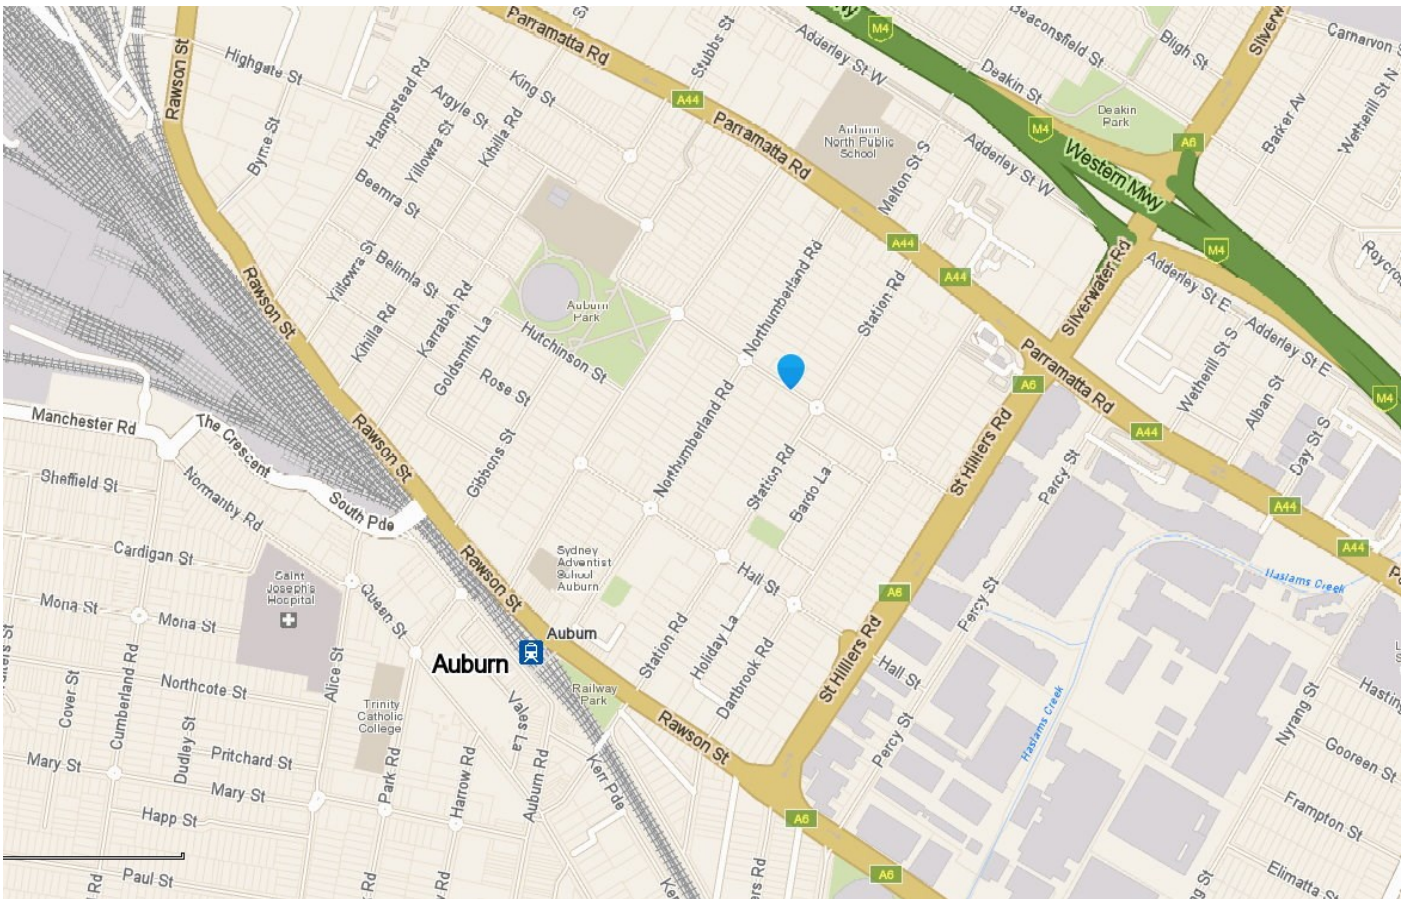 Parramatta Rd
Stubbs St
M4
Adderley St W
Beaconsfield St
Bligh St
Carnarvon S
Rawson St
Highgate St
Hampstead Rd
King St
Argyle St
Kihilla Rd
Yillowra St
A44
Parramatta Rd
Auburn
North Public
School
Deakin St
Deakin
Park
M4
A6
Barker Av
Wetherill St N
Byrne St
Beemra St
Melton St S
Adderley St W
Western Mwy
M4
Roycro
Rawson St
Yillowra S
Belimla St
Kihilla Rd
Karrabah Rd
Goldsmith La
Auburn
Park
Hutchinson St
Northumberland Rd
Station Rd
A44
A44
Silverwater Rd
Adderley St E
Adderley St E
Parramatta Rd
A6
Wetherill St S
Alban St
M4
Rose St
Northumberland Rd
Manchester Rd
The Crescent
Rawson St
Gibbons St
Station Rd
Bardo La
St Hilliers Rd
Percy St
A44
Day St S
Sheffield St
Normanby Rd
South Pde
A44
A44
Cardigan St
Saint
Joseph's
Hospital
Rawson St
Sydney
Adventist
School
Auburn
Hall St
A6
Percy St
Haslams Creek
Mona St
Mona St
Queen St
Auburn
Auburn
Station Rd
Holiday La
Dartbrook Rd
St Hilliers Rd
Hall St
Cumberland Rd
Cover St
Northcote St
Alice St
Trinity
Catholic
College
Vales La
Railway
Park
Rawson St
Percy St
Haslams Creek
Nyrang St
Hasting
Gooreen St
Dudley St
Pritchard St
Mary St
Mary St
Park Rd
Harrow Rd
Auburn Rd
Kerr Pde
A6
Frampton St
Happ St
Paul St
A6
Elimatta St